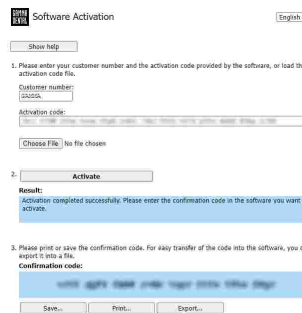 GAMMA
DENTAL
Software Activation
English
Show help
1. Please enter your customer number and the activation code provided by the software, or load th
activation code file.
Customer number:
Activation code:
Choose File No file chosen
2.
Activate
Result:
Activation completed successfully. Please enter the confirmation code in the software you want
activate.
3. Please print or save the confirmation code. For easy transfer of the code into the software, you c
export it into a file.
Confirmation code:
Save...
Print...
Export...